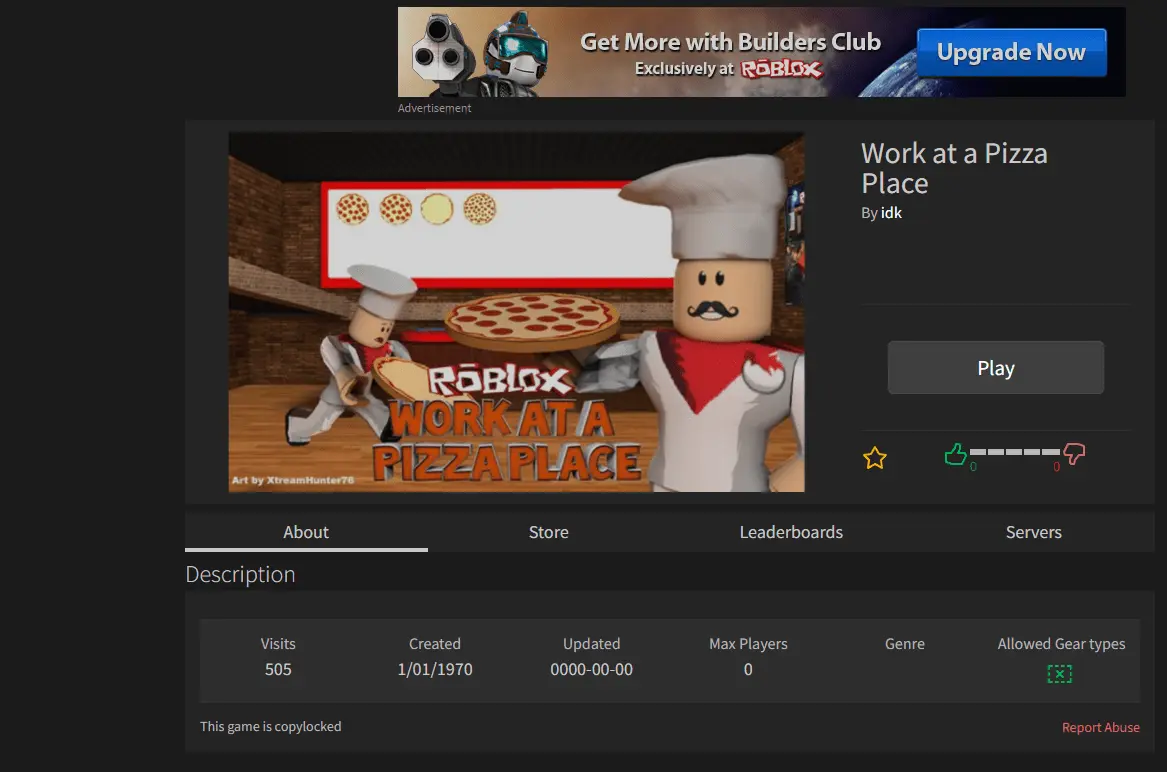 Get More with Builders Club
Exclusively at ROBLOX
Upgrade Now
Advertisement
Work at a Pizza
Place
By idk
ROBLOX
WORK AT A
PIZZA PLACE
Art by XtreamHunter76
Play
0
0
About
Store
Leaderboards
Servers
Description
Visits
Created
Updated
Max Players
Genre
Allowed Gear types
505
1/01/1970
0000-00-00
0
This game is copylocked
Report Abuse